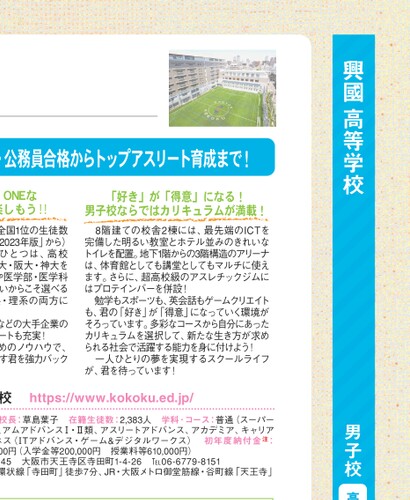 ・公務員合格からトップアスリート育成まで！
ONEな
しもう!!
全国1位の生徒数
2023年版」から）
ひとつは、高校
大・阪大・神大を
や医学部・医学科
いからこそ選べる
・理系の両方に
などの大手企業の
ートも充実！
めのノウハウで、
す君を強力バック
「好き」が「得意」になる！
男子校ならではカリキュラムが満載！
8階建ての校舎2棟には、最先端のICTを
完備した明るい教室とホテル並みのきれいな
トイレを配置。地下1階からの3階構造のアリーナ
は、体育館としても講堂としてもマルチに使え
ます。さらに、超高校級のアスレチックジムに
はプロテインバーを併設！
勉学もスポーツも、英会話もゲームクリエイト
も、君の「好き」が「得意」になっていく環境が
そろっています。多彩なコースから自分にあった
カリキュラムを選択して、新たな生き方が求め
られる社会で活躍する能力を身に付けよう！
一人ひとりの夢を実現するスクールライフ
が、君を待っています！
校 https://www.kokoku.ed.jp/
校長：草島葉子 在籍生徒数：2,383人 学科・コース：普通（スーパー
アムアドバンスⅠ・Ⅱ類、アスリートアドバンス、アカデミア、キャリア
ネス（ITアドバンス・ゲーム&デジタルワークス） 初年度納付金
00円（入学金等220,000円 授業料等610,000円）
45 大阪市天王寺区寺田町1-4-26 ℡06-6779-8151
環状線「寺田町」徒歩7分、JR・大阪メトロ御堂筋線・谷町線「天王寺」
興國 高等学校
男子校
高